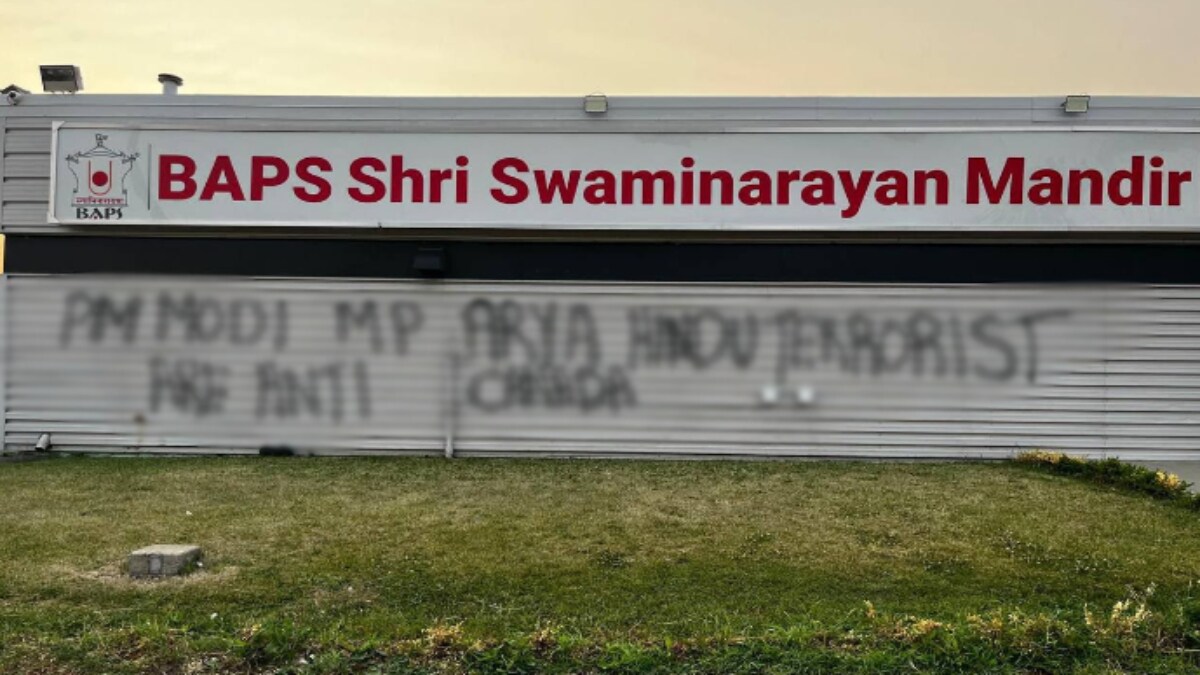 BAPS Shri Swaminarayan Mandir
BAPS
PM MODI MP ARYA HINDU TERRORIST
ARE ANTI CANADA